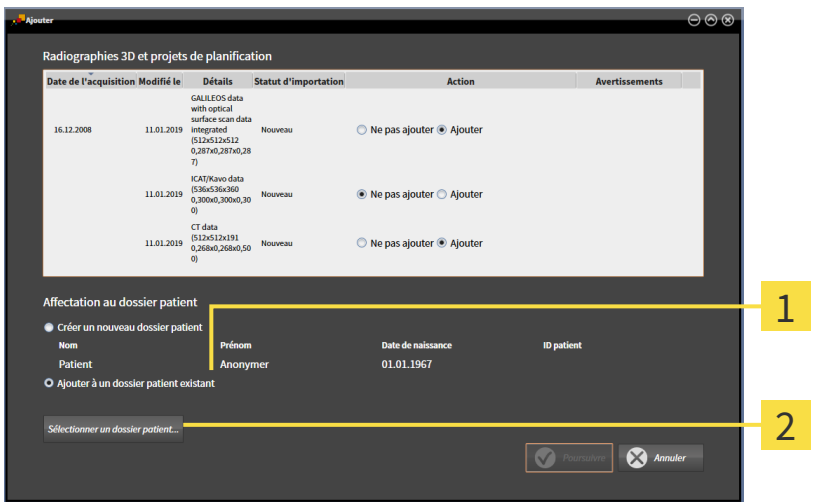 Ajouter
Radiographies 3D et projets de planification
Date de l'acquisition Modifié le Détails Statut d'importation Action Avertissements
GALILEOS data
with optical
surface scan data
16.12.2008 11.01.2019 integrated Nouveau Ne pas ajouter Ajouter
(512x512x512
0,287x0,287x0,28
7)
ICAT/Kavo data
(536x536x360
11.01.2019 0,300x0,300x0,30 Nouveau Ne pas ajouter Ajouter
0)
CT data
(512x512x191
11.01.2019 0,268x0,268x0,50 Nouveau Ne pas ajouter Ajouter
0)
Affectation au dossier patient
1
Créer un nouveau dossier patient
Nom Prénom Date de naissance ID patient
Patient Anonymer 01.01.1967
Ajouter à un dossier patient existant
Sélectionner un dossier patient...
2
Poursuivre Annuler